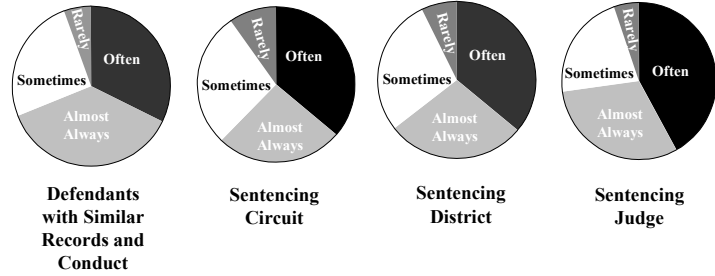 Rarely
Often
Sometimes
Almost
Always
Defendants
with Similar
Records and
Conduct
Rarely
Often
Sometimes
Almost
Always
Sentencing
Circuit
Rarely
Often
Sometimes
Almost
Always
Sentencing
District
Rarely
Often
Sometimes
Almost
Always
Sentencing
Judge